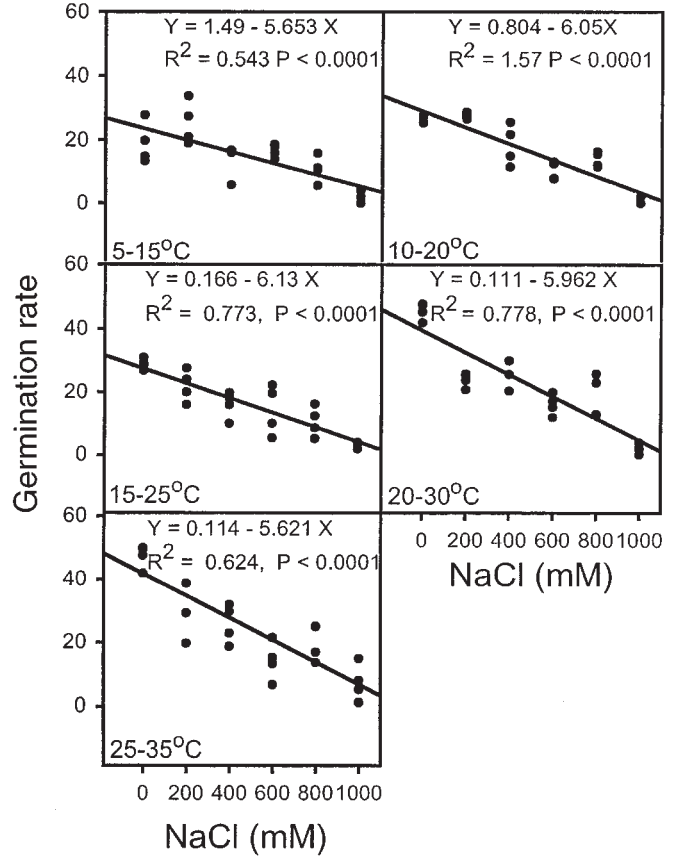 Y = 1.49 - 5.653 X
R2 = 0.543 P < 0.0001
60
40
20
0
5-15oC
Y = 0.804 - 6.05X
R2 = 1.57 P < 0.0001
10-20oC
Y = 0.166 - 6.13 X
R2 = 0.773, P < 0.0001
60
40
20
0
15-25oC
Y = 0.111 - 5.962 X
R2 = 0.778, P < 0.0001
20-30oC
0 200 400 600 800 1000
NaCl (mM)
Germination rate
Y = 0.114 - 5.621 X
R2 = 0.624, P < 0.0001
60
40
20
0
25-35oC
0 200 400 600 800 1000
NaCl (mM)